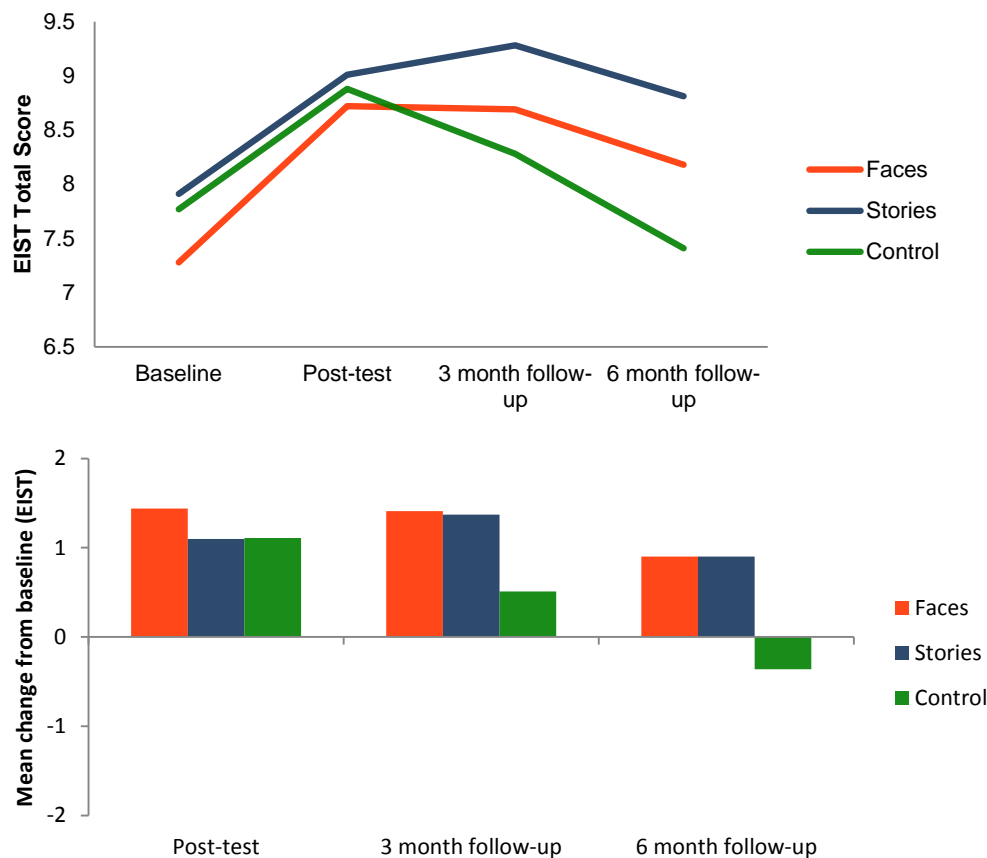 9.5
9
8.5
8
7.5
7
6.5
EIST Total Score
Baseline
Post-test
3 month follow-
up
6 month follow-
up
Faces
Stories
Control
2
1
0
-1
-2
Mean change from baseline (EIST)
Post-test
3 month follow-up
6 month follow-up
Faces
Stories
Control